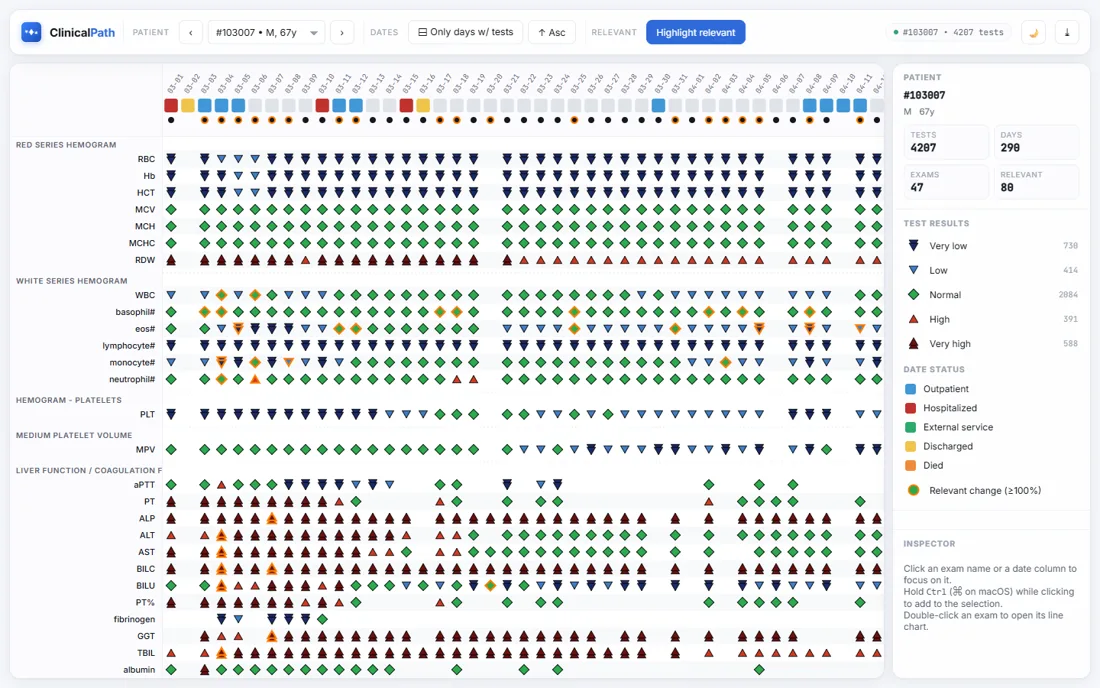 ClinicalPath PATIENT ‹ #103007 • M, 67y › DATES Only days w/ tests ↑ Asc RELEVANT Highlight relevant #103007 • 4207 tests
03-01 03-02 03-03 03-04 03-05 03-06 03-07 03-08 03-09 03-10 03-11 03-12 03-13 03-14 03-15 03-16 03-17 03-18 03-19 03-20 03-21 03-22 03-23 03-24 03-25 03-26 03-27 03-28 03-29 03-30 03-31 04-01 04-02 04-03 04-04 04-05 04-06 04-07 04-08 04-09 04-10 04-11
RED SERIES HEMOGRAM
RBC
Hb
HCT
MCV
MCH
MCHC
RDW
WHITE SERIES HEMOGRAM
WBC
basophil#
eos#
lymphocyte#
monocyte#
neutrophil#
HEMOGRAM - PLATELETS
PLT
MEDIUM PLATELET VOLUME
MPV
LIVER FUNCTION / COAGULATION F
aPTT
PT
ALP
ALT
AST
BILC
BILU
PT%
fibrinogen
GGT
TBIL
albumin
PATIENT
#103007
M 67y
TESTS DAYS
4207 290
EXAMS RELEVANT
47 80
TEST RESULTS
Very low 730
Low 414
Normal 2084
High 391
Very high 588
DATE STATUS
Outpatient
Hospitalized
External service
Discharged
Died
Relevant change (≥100%)
INSPECTOR
Click an exam name or a date column to
focus on it.
Hold Ctrl (⌘ on macOS) while clicking
to add to the selection.
Double-click an exam to open its line
chart.